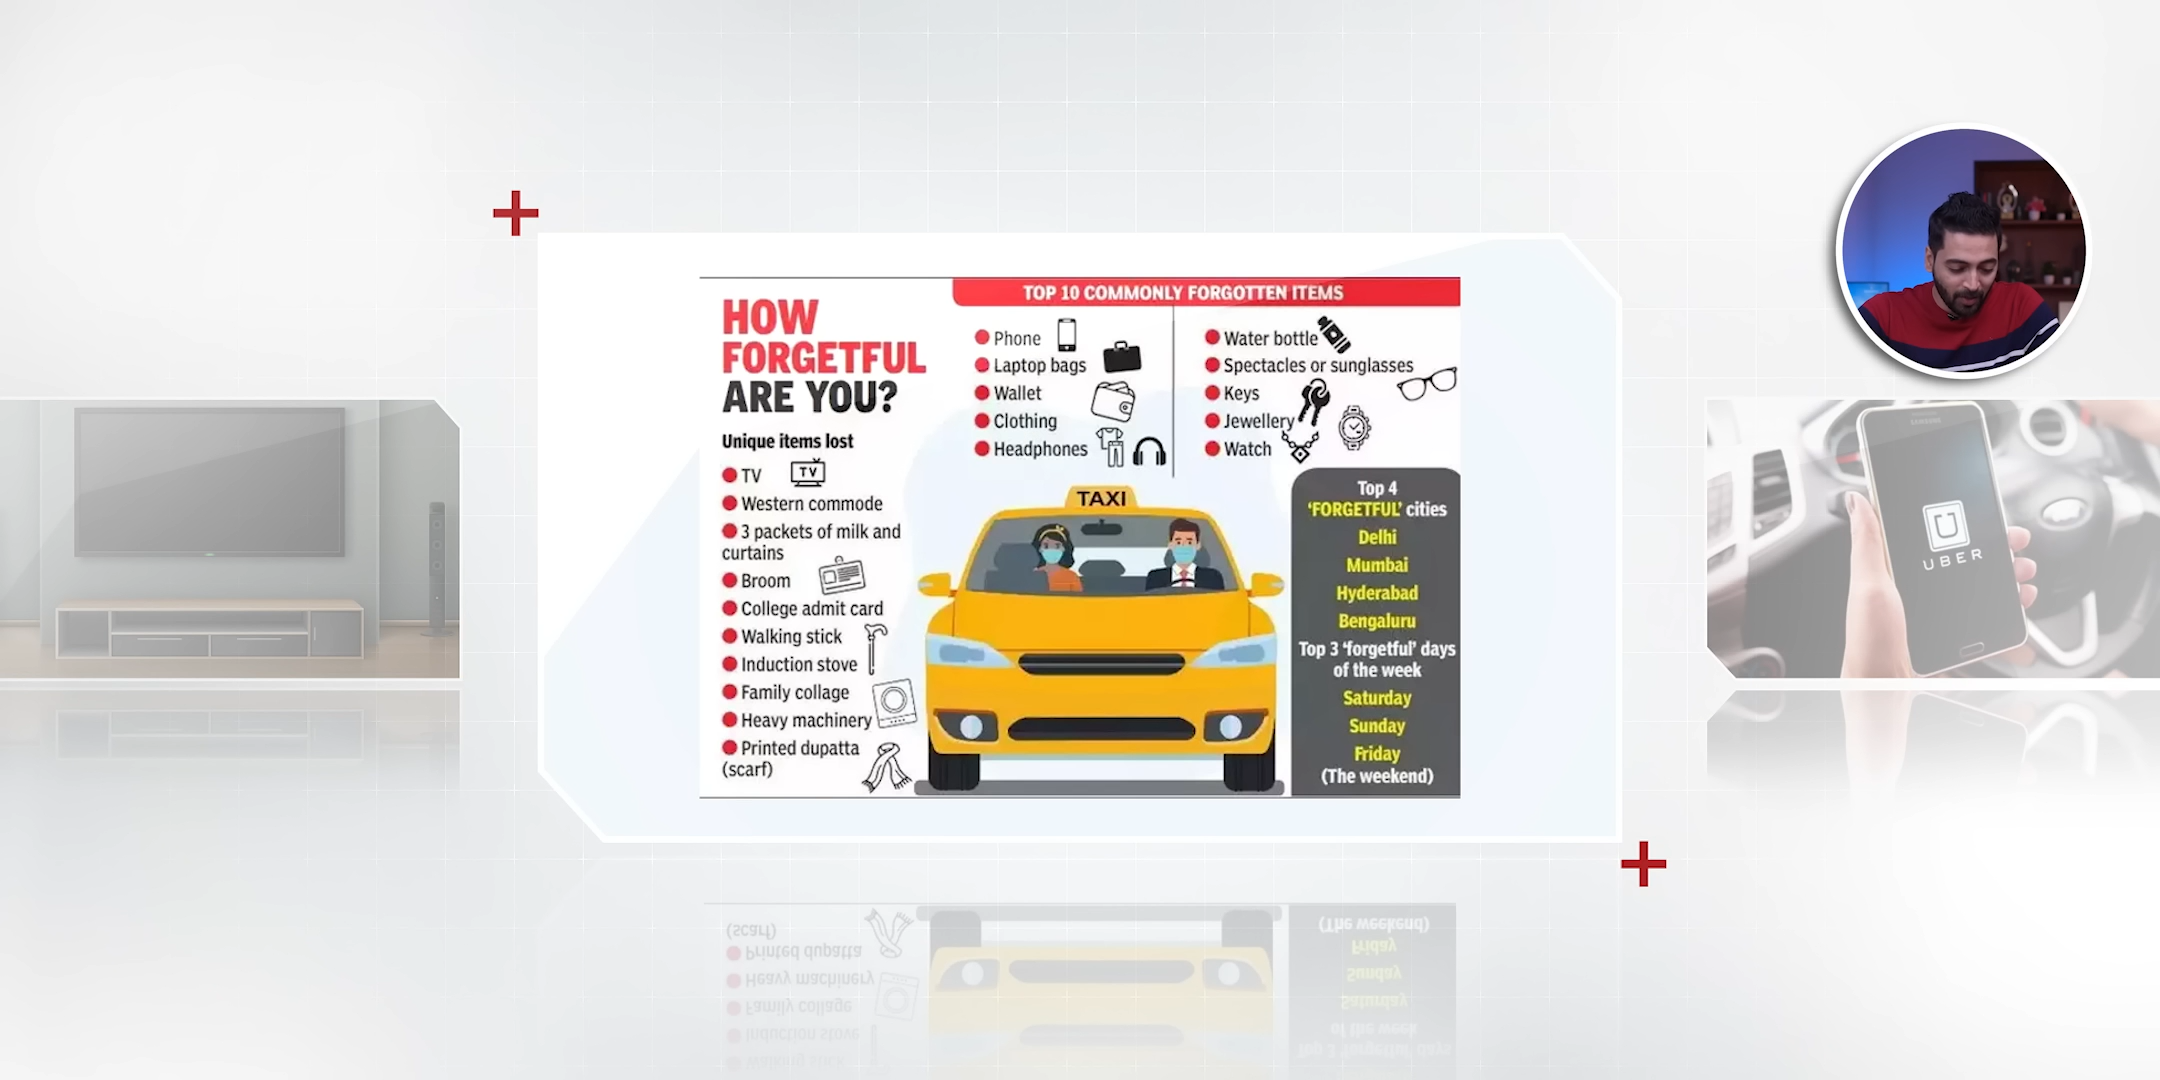 HOW
FORGETFUL
ARE YOU?
Unique items lost
TV
TV
Western commode
3 packets of milk and
curtains
Broom
College admit card
Walking stick
Induction stove
Family collage
Heavy machinery
Printed dupatta
(scarf)
TOP 10 COMMONLY FORGOTTEN ITEMS
Phone
Laptop bags
Wallet
Clothing
Headphones
Water bottle
Spectacles or sunglasses
Keys
Jewellery
Watch
TAXI
Top 4
‘FORGETFUL’ cities
Delhi
Mumbai
Hyderabad
Bengaluru
Top 3 ‘forgetful’ days
of the week
Saturday
Sunday
Friday
(The weekend)
SAMSUNG
UBER